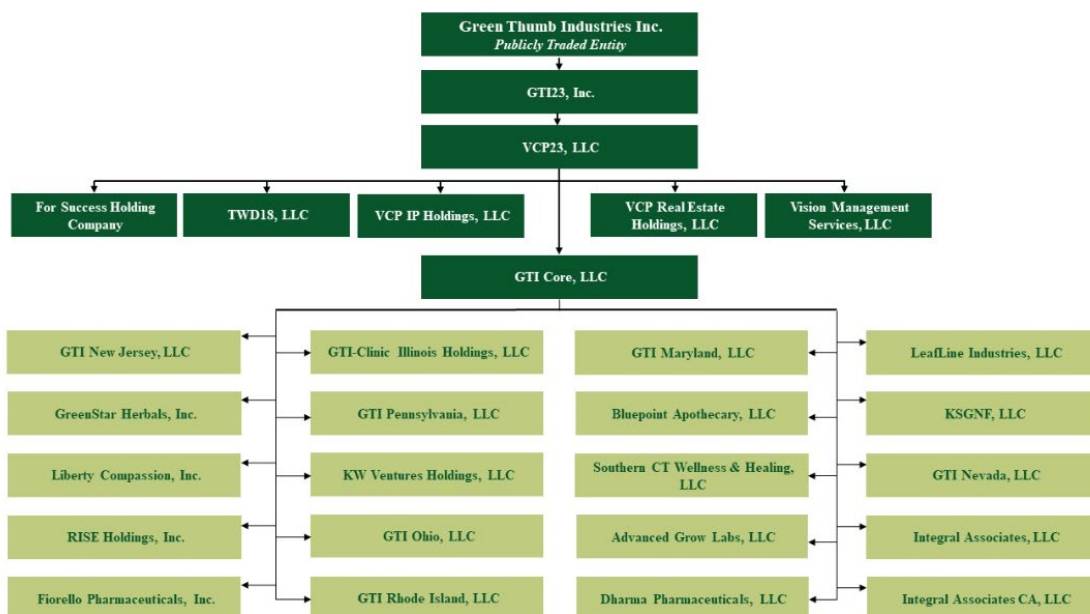 Green Thumb Industries Inc.
Publicly Traded Entity
GTI23, Inc.
VCP23, LLC
For Success Holding
Company
TWD18, LLC
VCP IP Holdings, LLC
VCP Real Estate
Holdings, LLC
Vision Management
Services, LLC
GTI Core, LLC
GTI New Jersey, LLC
GTI-Clinic Illinois Holdings, LLC
GTI Maryland, LLC
LeafLine Industries, LLC
GreenStar Herbals, Inc.
GTI Pennsylvania, LLC
Bluepoint Apothecary, LLC
KSGNF, LLC
Liberty Compassion, Inc.
KW Ventures Holdings, LLC
Southern CT Wellness & Healing,
LLC
GTI Nevada, LLC
RISE Holdings, Inc.
GTI Ohio, LLC
Advanced Grow Labs, LLC
Integral Associates, LLC
Fiorello Pharmaceuticals, Inc.
GTI Rhode Island, LLC
Dharma Pharmaceuticals, LLC
Integral Associates CA, LLC